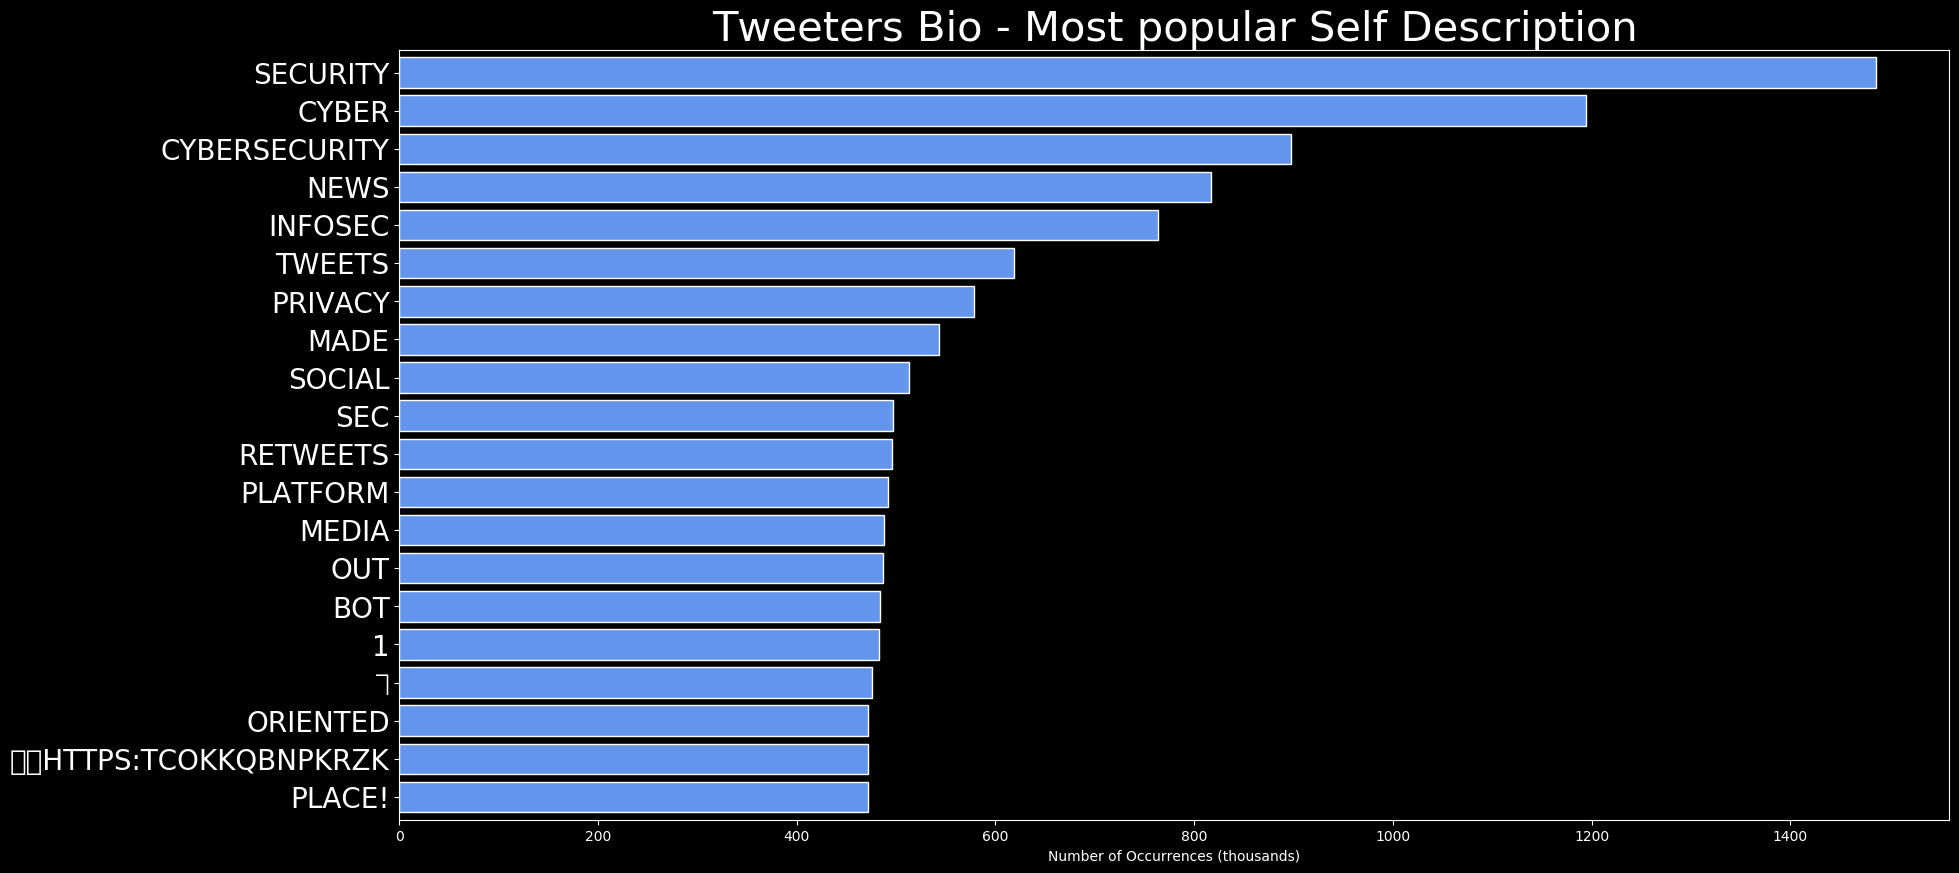 Tweeters Bio - Most popular Self Description
SECURITY
CYBER
CYBERSECURITY
NEWS
INFOSEC
TWEETS
PRIVACY
MADE
SOCIAL
SEC
RETWEETS
PLATFORM
MEDIA
OUT
BOT
1
ORIENTED
HTTPS:TCOKKQBNPKRZK
PLACE!
0 200 400 600 800 1000 1200 1400
Number of Occurrences (thousands)